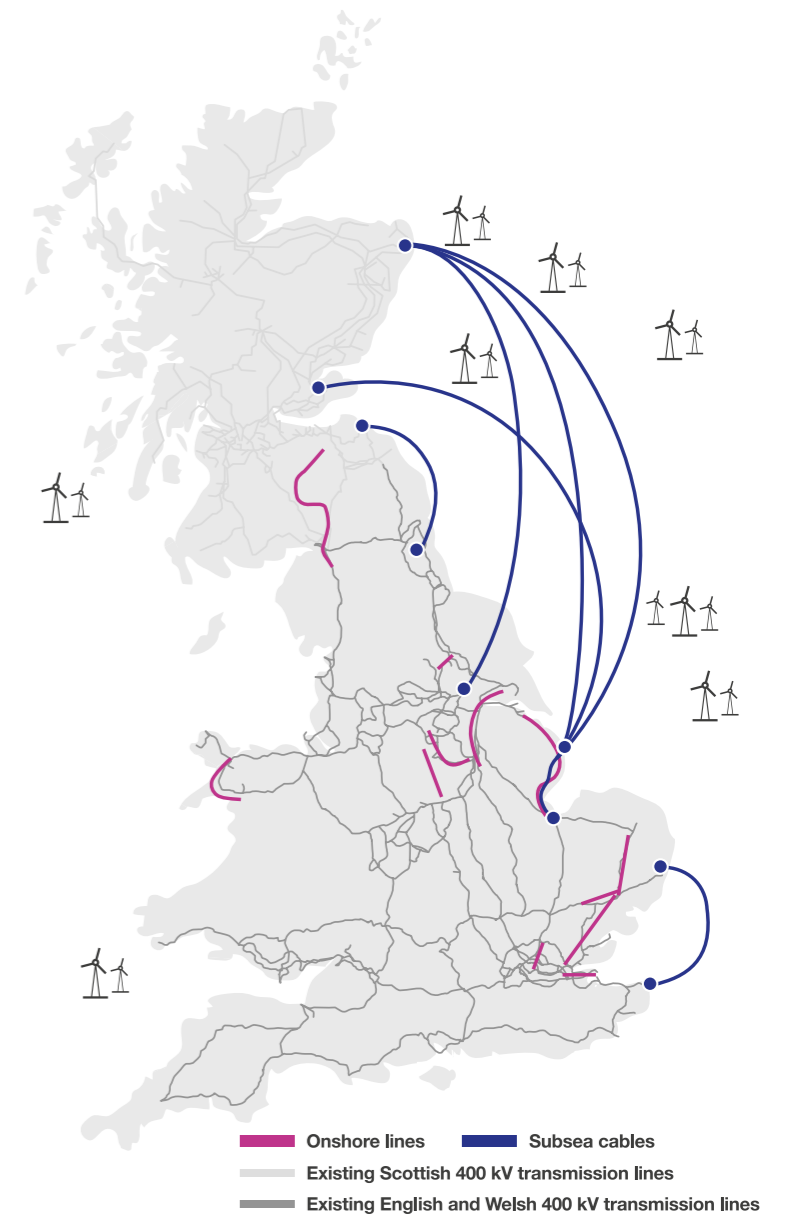 Onshore lines Subsea cables
Existing Scottish 400 kV transmission lines
Existing English and Welsh 400 kV transmission lines